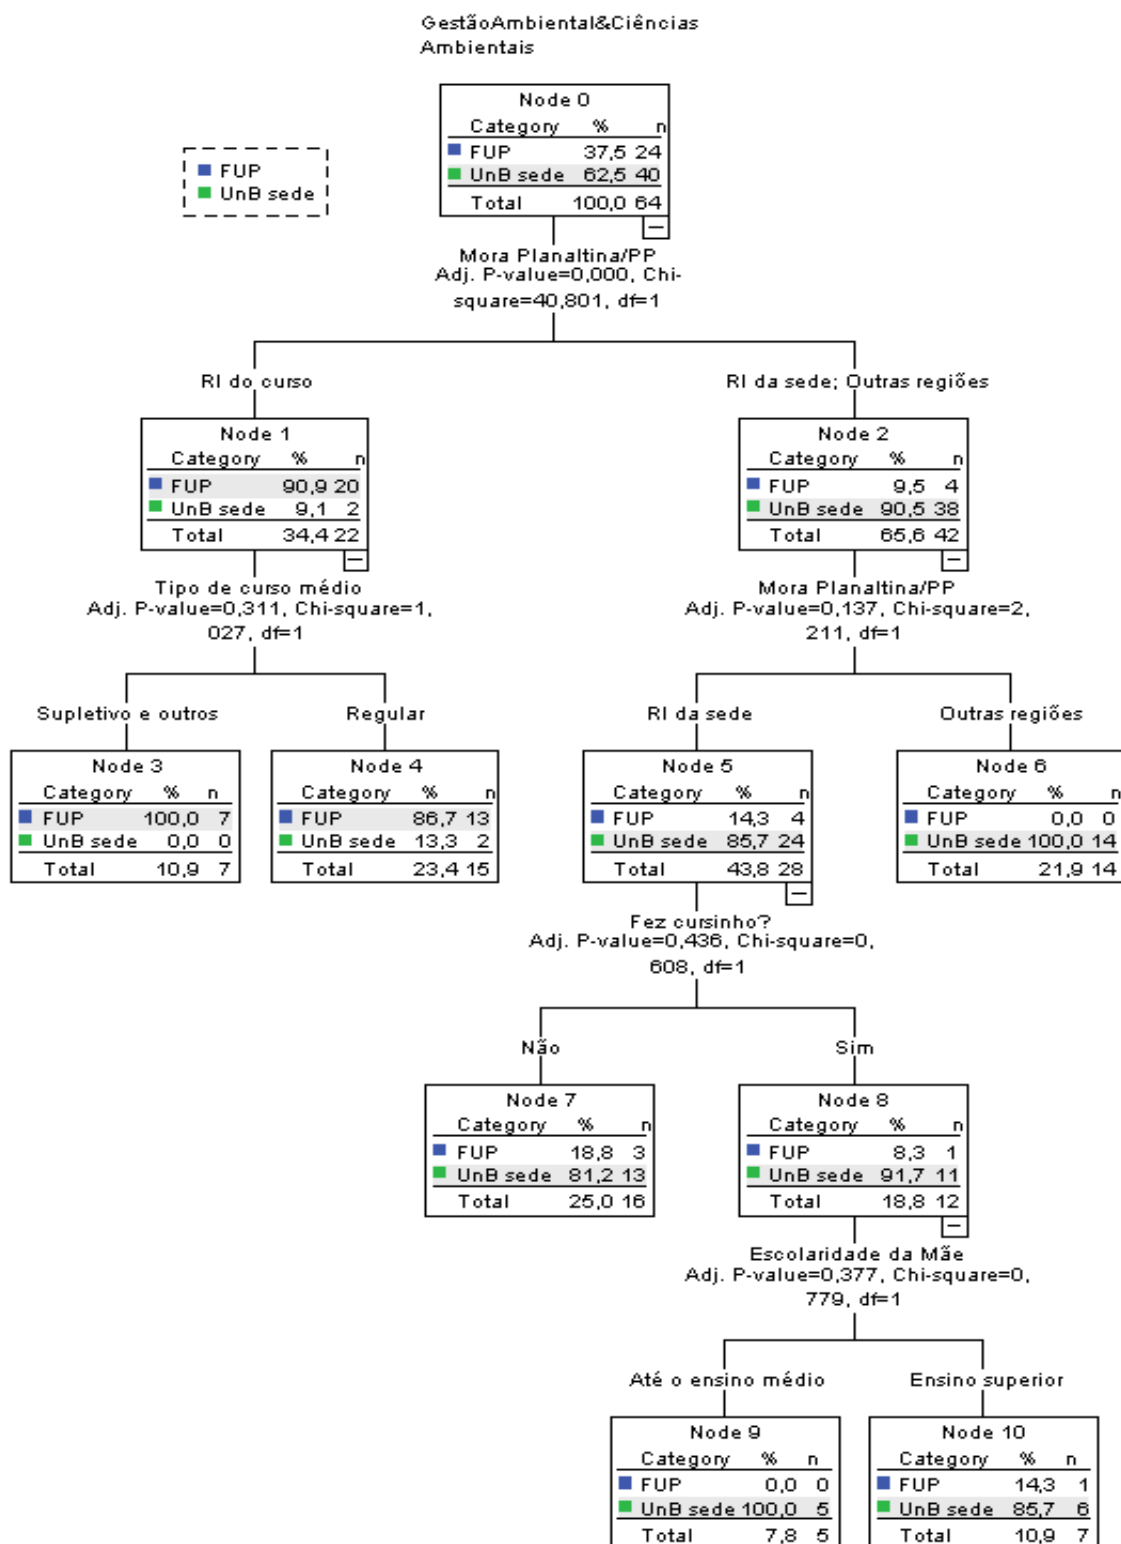 GestãoAmbiental&Ciências
Ambientais
FUP
UnB sede
Node 0
Category % n
FUP 37,5 24
UnB sede 62,5 40
Total 100,0 64
Mora Planaltina/PP
Adj. P-value=0,000, Chi-
square=40,801, df=1
RI do curso
RI da sede; Outras regiões
Node 1
Category % n
FUP 90,9 20
UnB sede 9,1 2
Total 34,4 22
Node 2
Category % n
FUP 9,5 4
UnB sede 90,5 38
Total 65,6 42
Tipo de curso médio
Adj. P-value=0,311, Chi-square=1,
027, df=1
Mora Planaltina/PP
Adj. P-value=0,137, Chi-square=2,
211, df=1
Supletivo e outros
Regular
RI da sede
Outras regiões
Node 3
Category % n
FUP 100,0 7
UnB sede 0,0 0
Total 10,9 7
Node 4
Category % n
FUP 86,7 13
UnB sede 13,3 2
Total 23,4 15
Node 5
Category % n
FUP 14,3 4
UnB sede 85,7 24
Total 43,8 28
Node 6
Category % n
FUP 0,0 0
UnB sede 100,0 14
Total 21,9 14
Fez cursinho?
Adj. P-value=0,436, Chi-square=0,
608, df=1
Não
Sim
Node 7
Category % n
FUP 18,8 3
UnB sede 81,2 13
Total 25,0 16
Node 8
Category % n
FUP 8,3 1
UnB sede 91,7 11
Total 18,8 12
Escolaridade da Mãe
Adj. P-value=0,377, Chi-square=0,
779, df=1
Até o ensino médio
Ensino superior
Node 9
Category % n
FUP 0,0 0
UnB sede 100,0 5
Total 7,8 5
Node 10
Category % n
FUP 14,3 1
UnB sede 85,7 6
Total 10,9 7